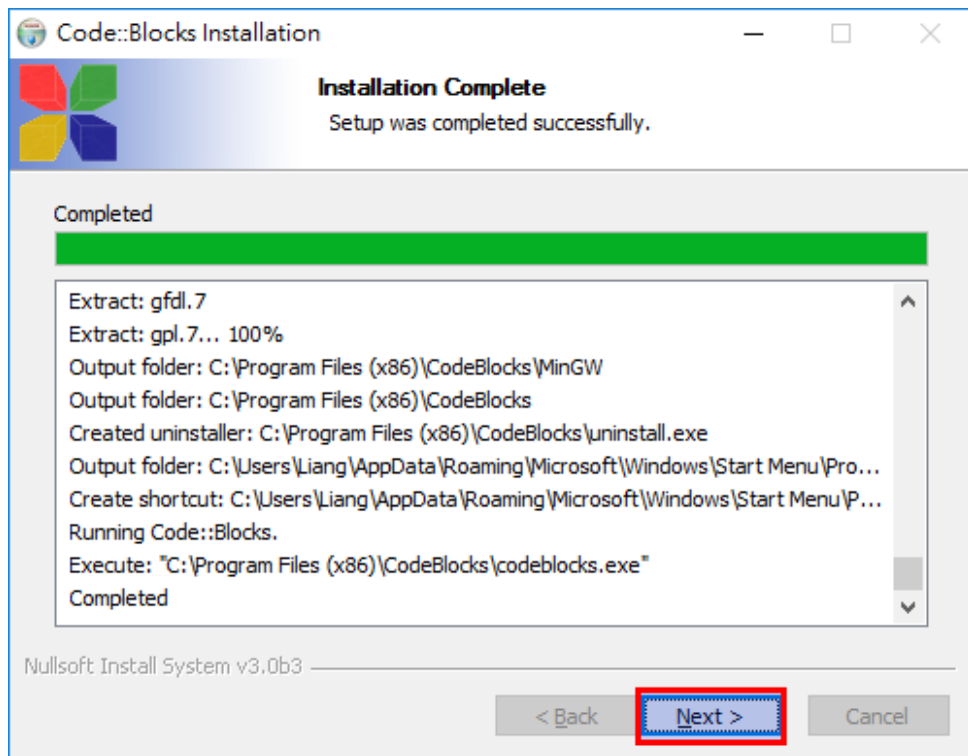 Code::Blocks Installation
Installation Complete
Setup was completed successfully.
Completed
Extract: gfdl.7
Extract: gpl.7... 100%
Output folder: C:\Program Files (x86)\CodeBlocks\MinGW
Output folder: C:\Program Files (x86)\CodeBlocks
Created uninstaller: C:\Program Files (x86)\CodeBlocks\uninstall.exe
Output folder: C:\Users\Liang\AppData\Roaming\Microsoft\Windows\Start Menu\Pro...
Create shortcut: C:\Users\Liang\AppData\Roaming\Microsoft\Windows\Start Menu\P...
Running Code::Blocks.
Execute: "C:\Program Files (x86)\CodeBlocks\codeblocks.exe"
Completed
Nullsoft Install System v3.0b3
< Back Next > Cancel